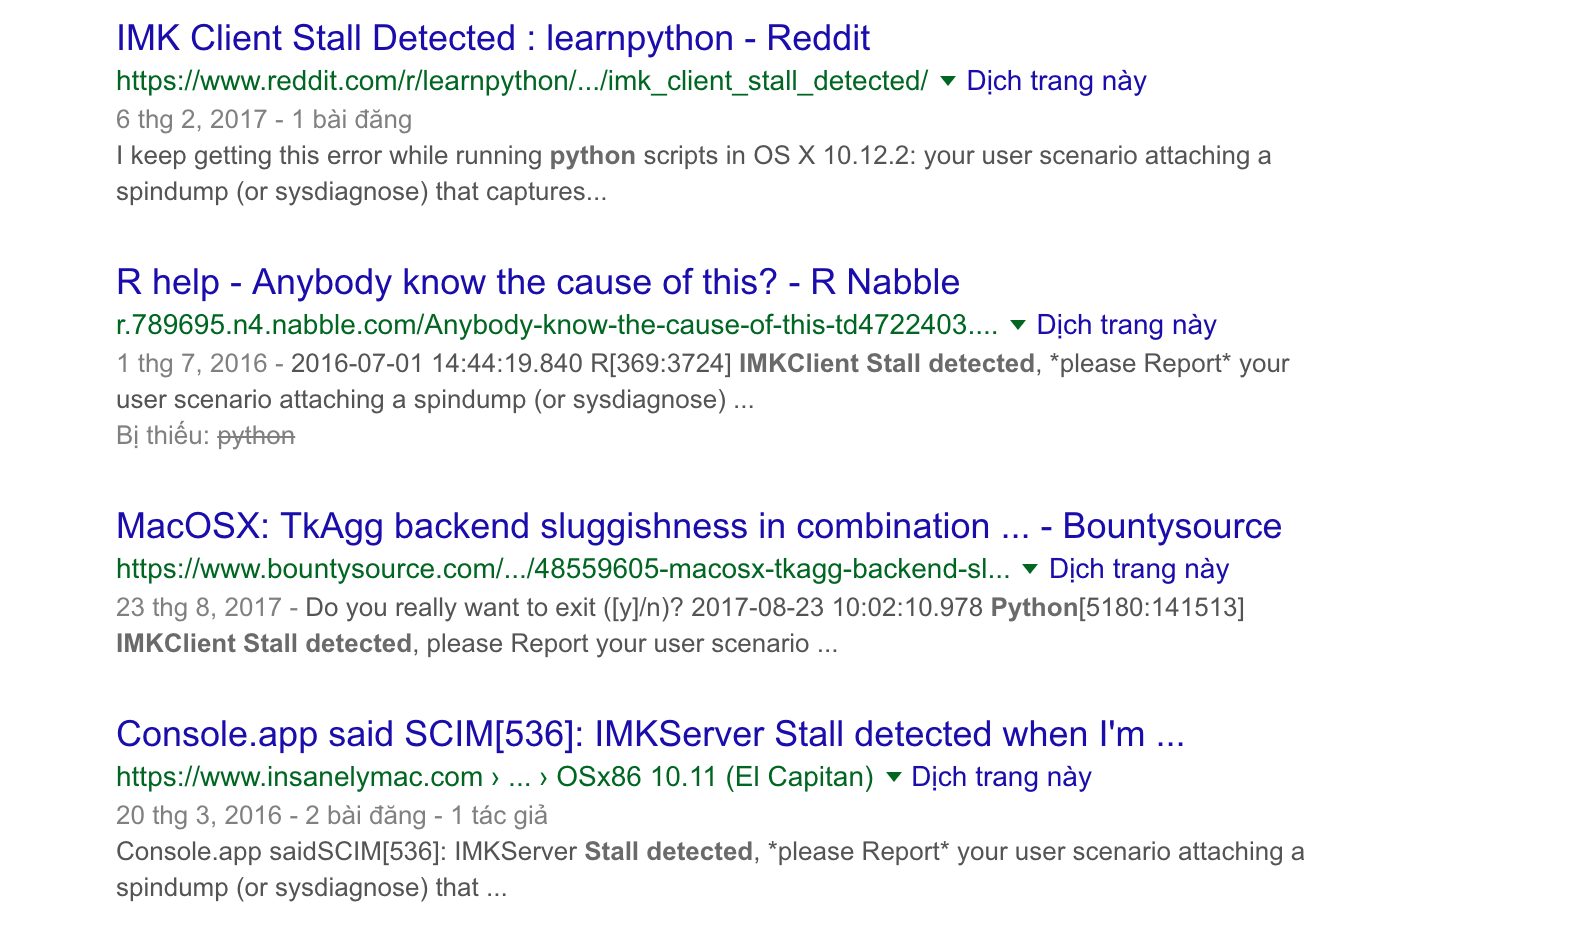 IMK Client Stall Detected : learnpython - Reddit
https://www.reddit.com/r/learnpython/.../imk_client_stall_detected/ ▼ Dịch trang này
6 thg 2, 2017 - 1 bài đăng
I keep getting this error while running python scripts in OS X 10.12.2: your user scenario attaching a
spindump (or sysdiagnose) that captures...
R help - Anybody know the cause of this? - R Nabble
r.789695.n4.nabble.com/Anybody-know-the-cause-of-this-td4722403.... ▼ Dịch trang này
1 thg 7, 2016 - 2016-07-01 14:44:19.840 R[369:3724] IMKClient Stall detected, *please Report* your
user scenario attaching a spindump (or sysdiagnose) ...
Bị thiếu: python
MacOSX: TkAgg backend sluggishness in combination ... - Bountysource
https://www.bountysource.com/.../48559605-macosx-tkagg-backend-sl... ▼ Dịch trang này
23 thg 8, 2017 - Do you really want to exit ([y]/n)? 2017-08-23 10:02:10.978 Python[5180:141513]
IMKClient Stall detected, please Report your user scenario ...
Console.app said SCIM[536]: IMKServer Stall detected when I'm ...
https://www.insanelymac.com › ... › OSx86 10.11 (El Capitan) ▼ Dịch trang này
20 thg 3, 2016 - 2 bài đăng - 1 tác giả
Console.app saidSCIM[536]: IMKServer Stall detected, *please Report* your user scenario attaching a
spindump (or sysdiagnose) that ...